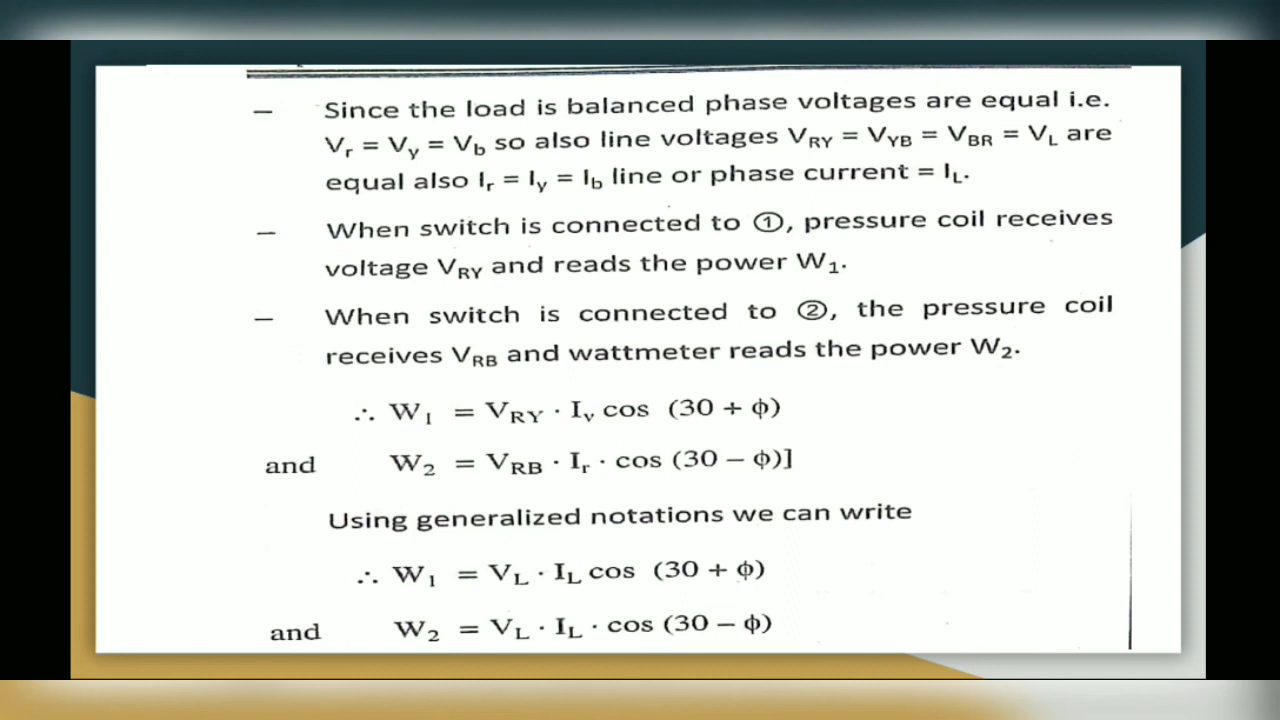 – Since the load is balanced phase voltages are equal i.e.
Vᵣ = Vy = Vb so also line voltages VRY = VYB = VBR = VL are
equal also Iᵣ = Iy = Ib line or phase current = IL.
– When switch is connected to ①, pressure coil receives
voltage VRY and reads the power W₁.
– When switch is connected to ②, the pressure coil
receives VRB and wattmeter reads the power W₂.
∴ W₁ = VRY · Iᵥ cos (30 + ϕ)
and W₂ = VRB · Iᵣ · cos (30 – ϕ)]
Using generalized notations we can write
∴ W₁ = VL · IL cos (30 + ϕ)
and W₂ = VL · IL · cos (30 – ϕ)